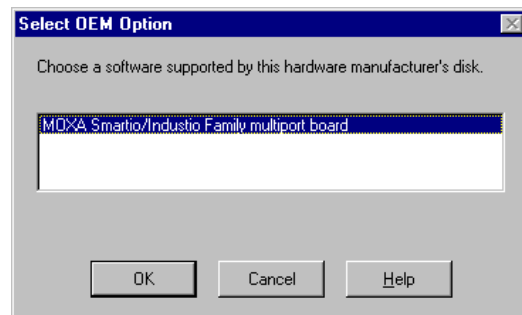 Select OEM Option
Choose a software supported by this hardware manufacturer's disk.
MOXA Smartio/Industio Family multiport board
OK Cancel Help